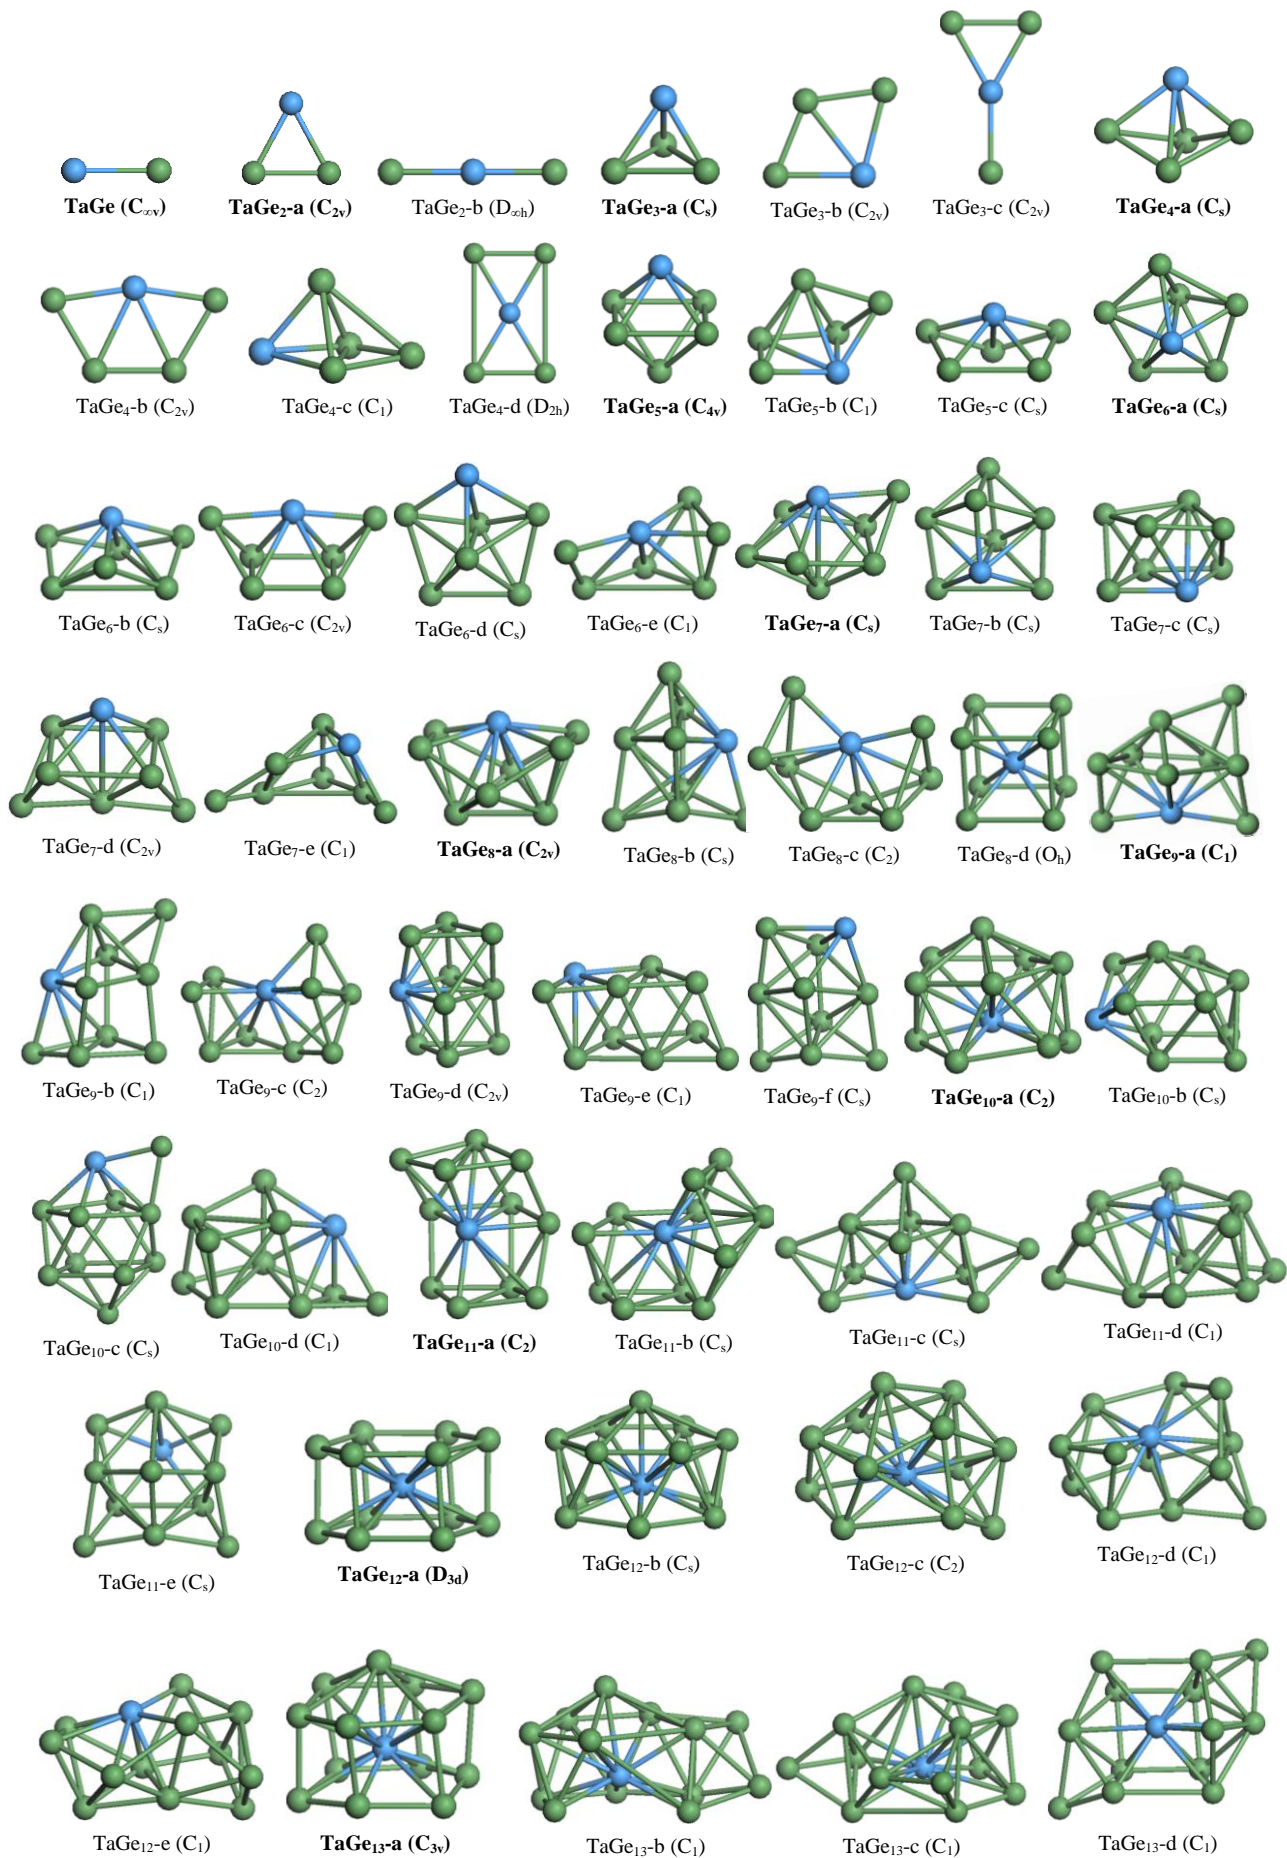 TaGe (C∞v)
TaGe₂-a (C₂ᵥ)
TaGe₂-b (D∞h)
TaGe₃-a (Cₛ)
TaGe₃-b (C₂ᵥ)
TaGe₃-c (C₂ᵥ)
TaGe₄-a (Cₛ)
TaGe₄-b (C₂ᵥ)
TaGe₄-c (C₁)
TaGe₄-d (D₂ₕ)
TaGe₅-a (C₄ᵥ)
TaGe₅-b (C₁)
TaGe₅-c (Cₛ)
TaGe₆-a (Cₛ)
TaGe₆-b (Cₛ)
TaGe₆-c (C₂ᵥ)
TaGe₆-d (Cₛ)
TaGe₆-e (C₁)
TaGe₇-a (Cₛ)
TaGe₇-b (Cₛ)
TaGe₇-c (Cₛ)
TaGe₇-d (C₂ᵥ)
TaGe₇-e (C₁)
TaGe₈-a (C₂ᵥ)
TaGe₈-b (Cₛ)
TaGe₈-c (C₂)
TaGe₈-d (Oₕ)
TaGe₉-a (C₁)
TaGe₉-b (C₁)
TaGe₉-c (C₂)
TaGe₉-d (C₂ᵥ)
TaGe₉-e (C₁)
TaGe₉-f (Cₛ)
TaGe₁₀-a (C₂)
TaGe₁₀-b (Cₛ)
TaGe₁₀-c (Cₛ)
TaGe₁₀-d (C₁)
TaGe₁₁-a (C₂)
TaGe₁₁-b (Cₛ)
TaGe₁₁-c (Cₛ)
TaGe₁₁-d (C₁)
TaGe₁₁-e (Cₛ)
TaGe₁₂-a (D₃d)
TaGe₁₂-b (Cₛ)
TaGe₁₂-c (C₂)
TaGe₁₂-d (C₁)
TaGe₁₂-e (C₁)
TaGe₁₃-a (C₃ᵥ)
TaGe₁₃-b (C₁)
TaGe₁₃-c (C₁)
TaGe₁₃-d (C₁)